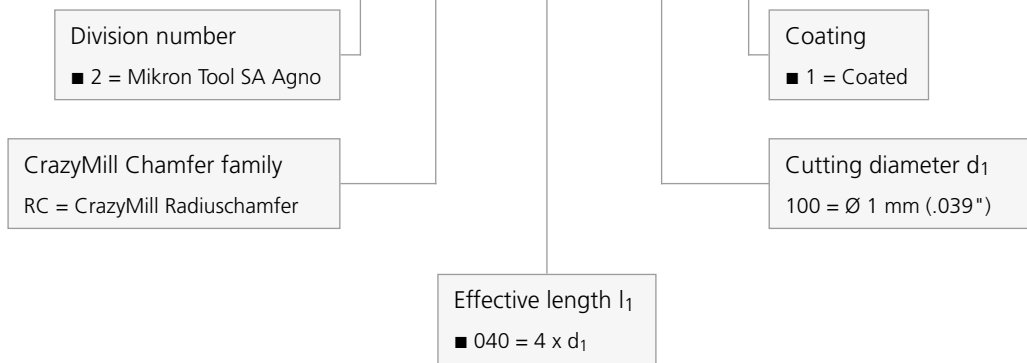 Division number
■ 2 = Mikron Tool SA Agno
Coating
■ 1 = Coated
CrazyMill Chamfer family
RC = CrazyMill Radiuschamfer
Cutting diameter d1
100 = Ø 1 mm (.039")
Effective length l1
■ 040 = 4 x d1